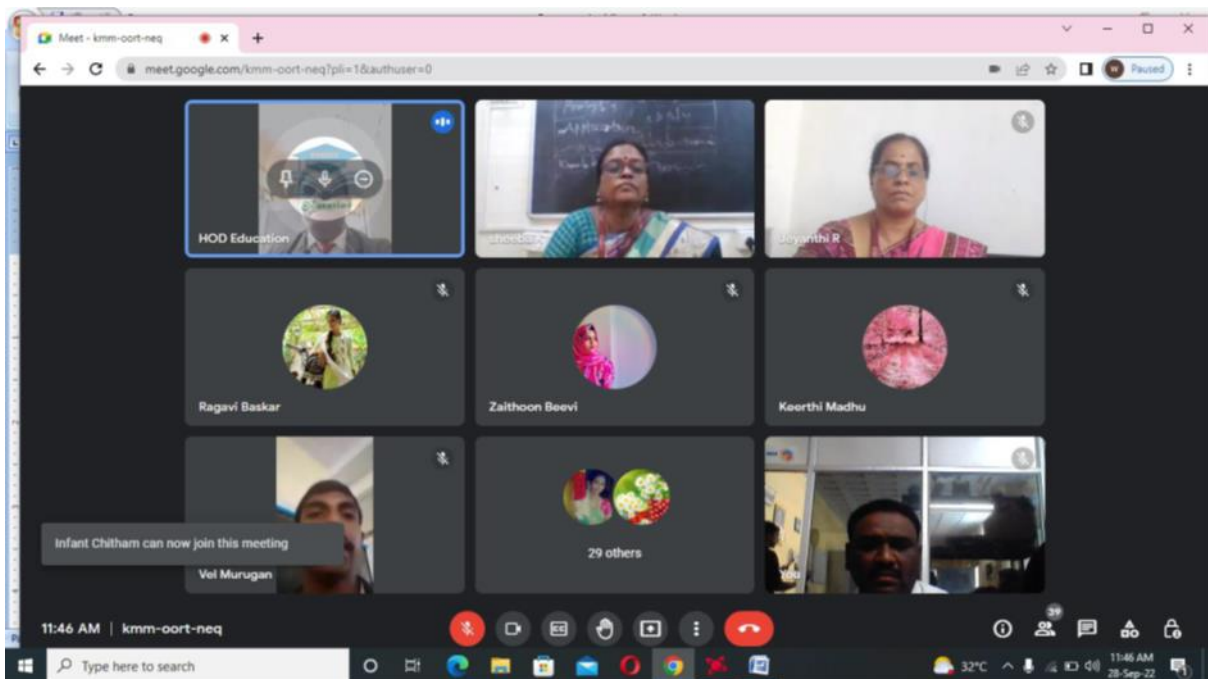 Meet - kmm-oort-neq
meet.google.com/kmm-oort-neq?pli=1&authuser=0
Paused
HOD Education
Jeyanthi R
Ragavi Baskar
Zaithoon Beevi
Keerthi Madhu
Infant Chitham can now join this meeting
Vel Murugan
29 others
You
11:46 AM | kmm-oort-neq
39
Type here to search
32°C
11:46 AM
28-Sep-22